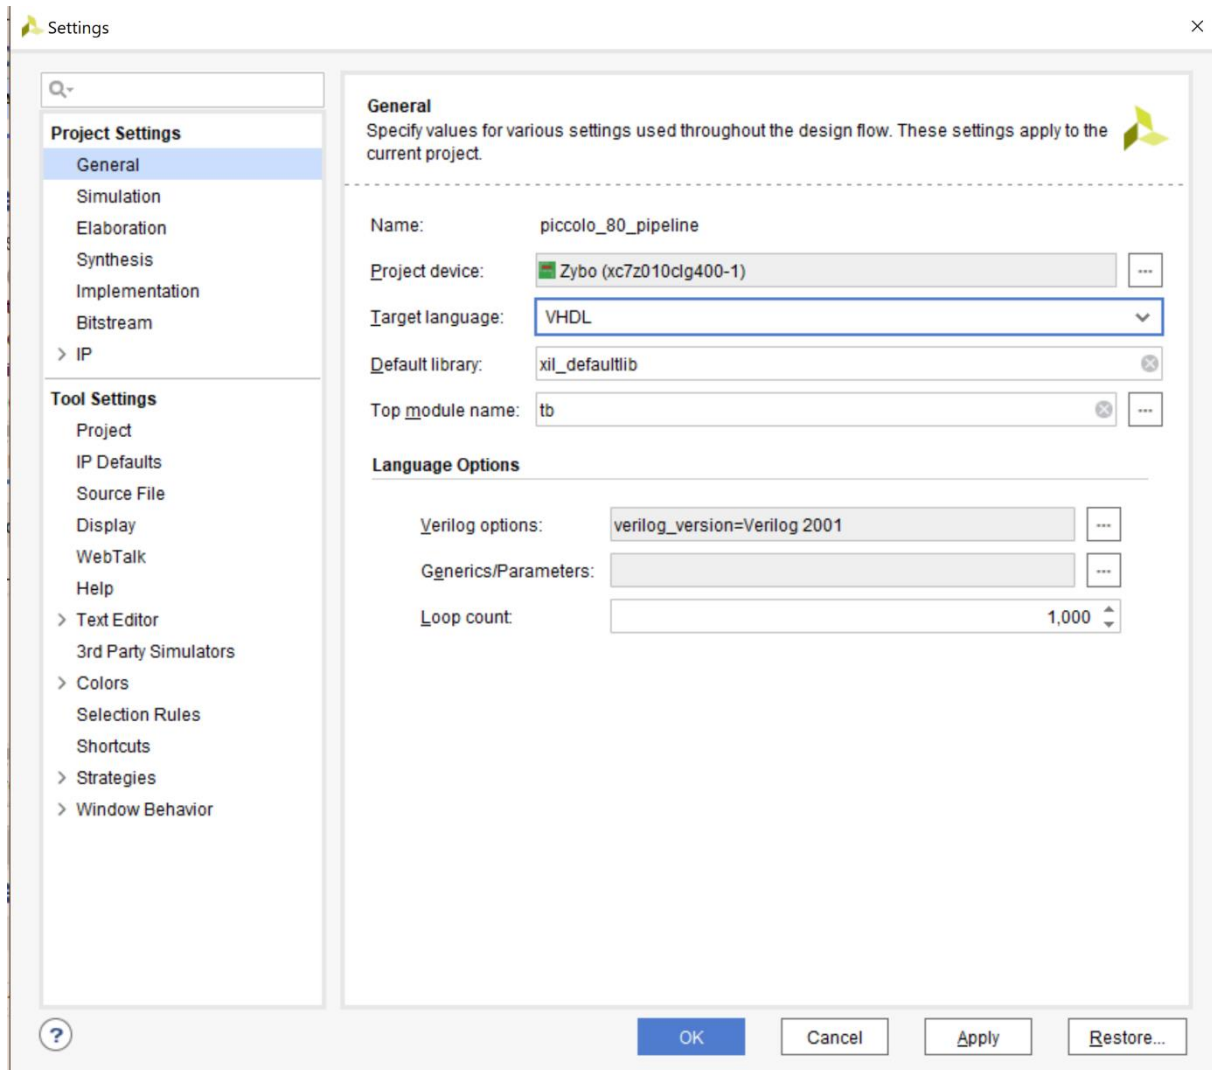 Settings
Project Settings
General
Simulation
Elaboration
Synthesis
Implementation
Bitstream
IP
Tool Settings
Project
IP Defaults
Source File
Display
WebTalk
Help
Text Editor
3rd Party Simulators
Colors
Selection Rules
Shortcuts
Strategies
Window Behavior
General
Specify values for various settings used throughout the design flow. These settings apply to the
current project.
Name: piccolo_80_pipeline
Project device: Zybo (xc7z010clg400-1) ...
Target language: VHDL
Default library: xil_defaultlib
Top module name: tb ...
Language Options
Verilog options: verilog_version=Verilog 2001 ...
Generics/Parameters: ...
Loop count: 1,000
? OK Cancel Apply Restore...